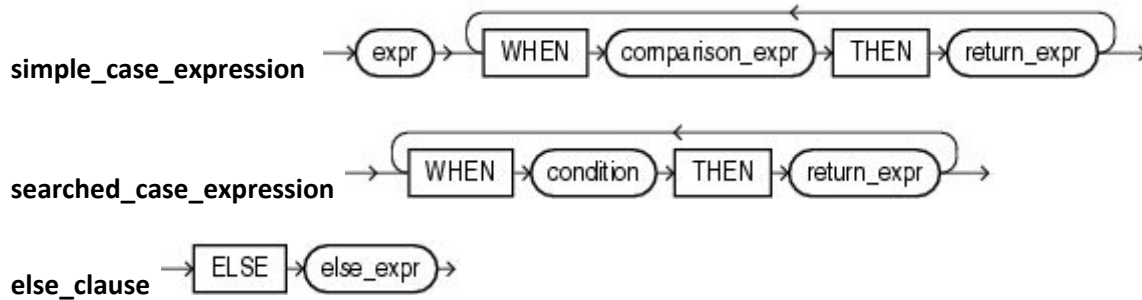 simple_case_expression expr WHEN comparison_expr THEN return_expr
searched_case_expression WHEN condition THEN return_expr
else_clause ELSE else_expr